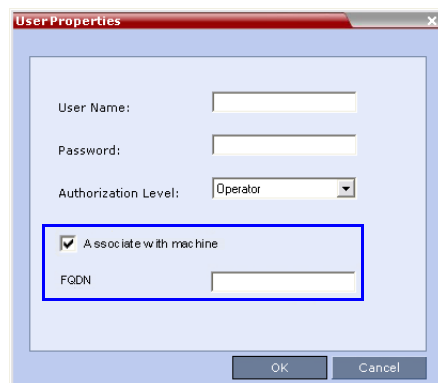 User Properties
User Name:
Password:
Authorization Level: Operator
Associate with machine
FQDN
OK Cancel